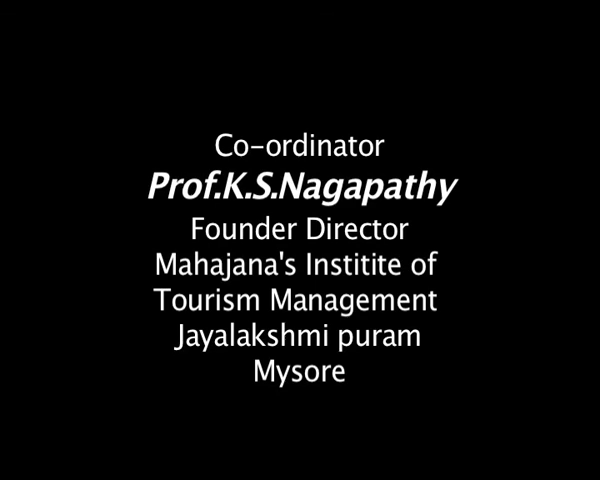 Co-ordinator
Prof.K.S.Nagapathy
Founder Director
Mahajana's Institite of
Tourism Management
Jayalakshmi puram
Mysore